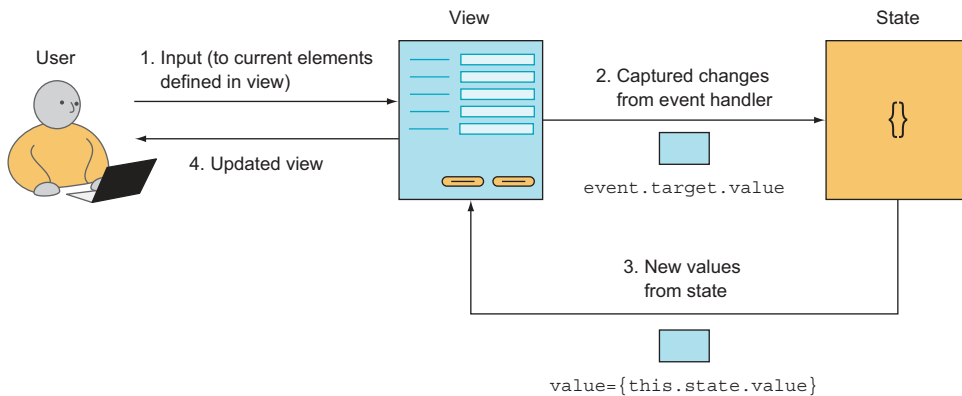 View
State
User
1. Input (to current elements
defined in view)
2. Captured changes
from event handler
{}
4. Updated view
event.target.value
3. New values
from state
value={this.state.value}